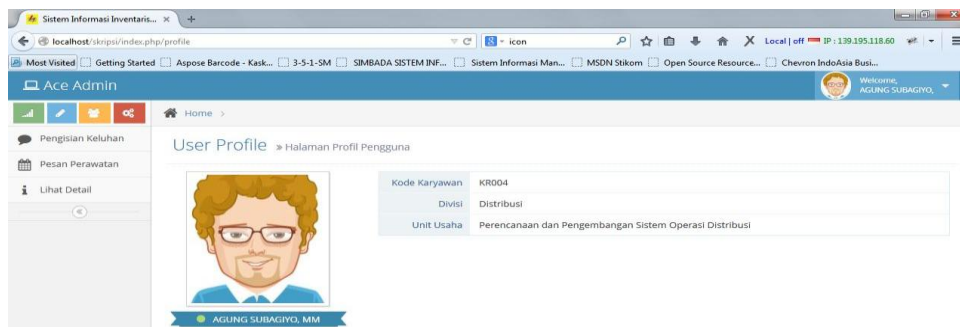 Sistem Informasi Inventaris... × +
localhost/skripsi/index.php/profile
icon
Local | off IP : 139.195.118.60
Most Visited Getting Started Aspose Barcode - Kask... 3-5-1-SM SIMBADA SISTEM INF... Sistem Informasi Man... MSDN Stikom Open Source Resource... Chevron IndoAsia Busi...
Ace Admin
Welcome,
AGUNG SUBAGIYO,
Home >
Pengisian Keluhan
Pesan Perawatan
Lihat Detail
User Profile » Halaman Profil Pengguna
Kode Karyawan KR004
Divisi Distribusi
Unit Usaha Perencanaan dan Pengembangan Sistem Operasi Distribusi
AGUNG SUBAGIYO, MM